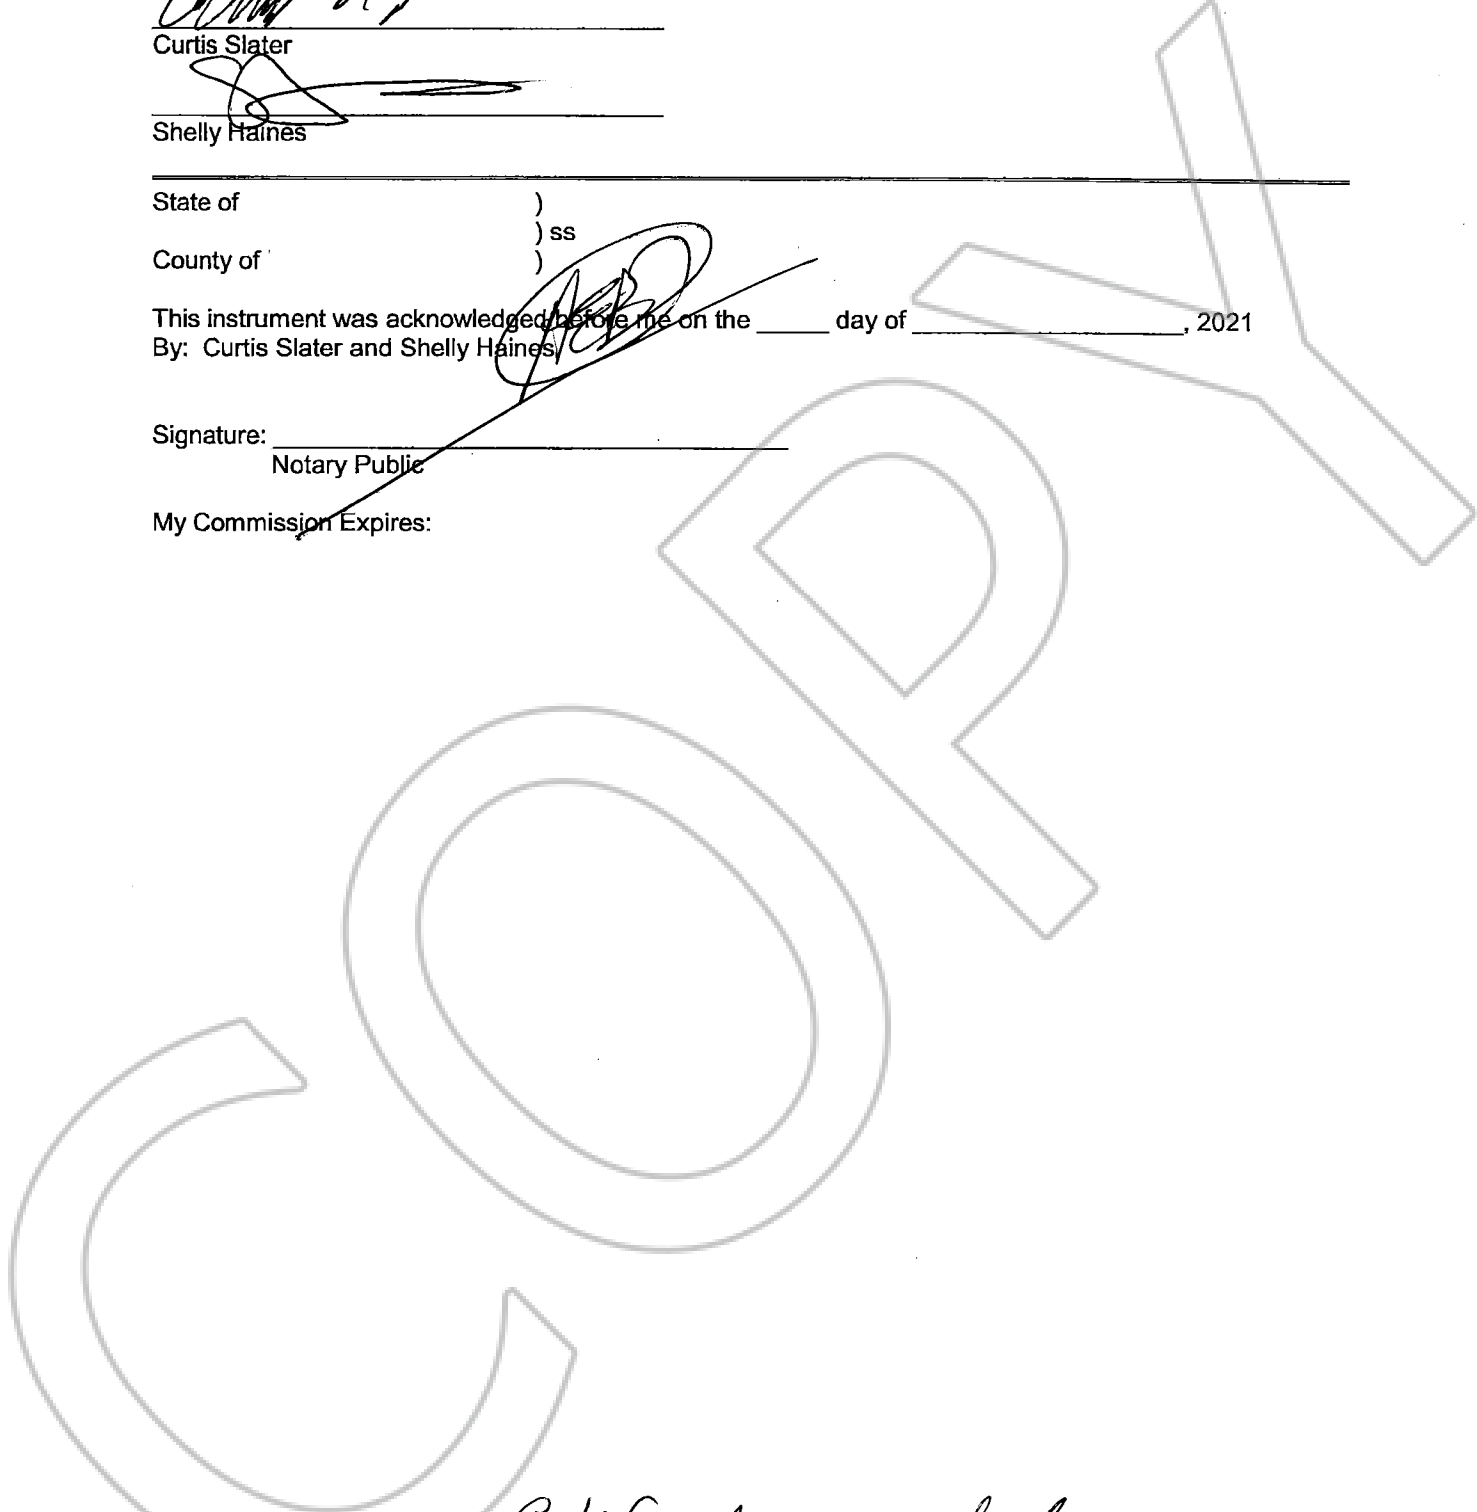 Curtis Slater
Shelly Haines
State of )
) ss
County of )
This instrument was acknowledged before me on the _____ day of ____________________, 2021
By: Curtis Slater and Shelly Haines
Signature: ____________________
Notary Public
My Commission Expires:
COPY